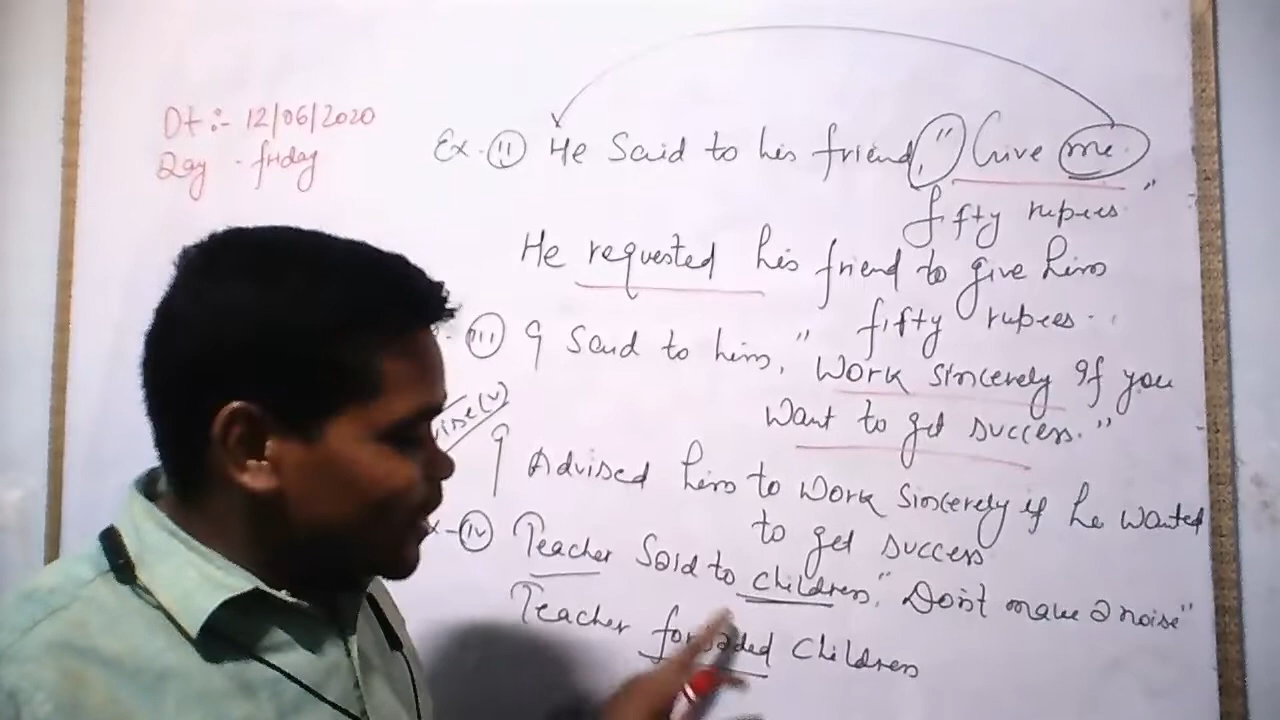 Dt :- 12/06/2020
Day - friday
Ex - (ii) He Said to his friend, " Give me
fifty rupees "
He requested his friend to give him
fifty rupees.
(iii) I Said to him, " Work sincerely If you
want to get success. "
I Advised him to work sincerely if he wanted
to get success
(iv) Teacher Said to children, " Don't make a noise "
Teacher children